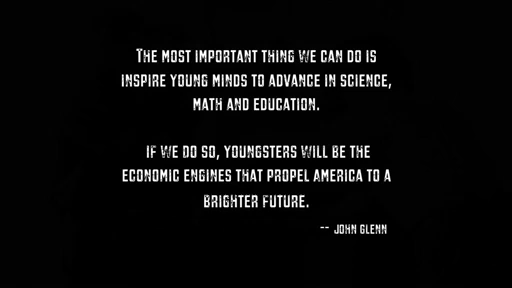 The most important thing we can do is
inspire young minds to advance in science,
math and education.
if we do so, youngsters will be the
economic engines that propel America to a
brighter future.
-- John Glenn